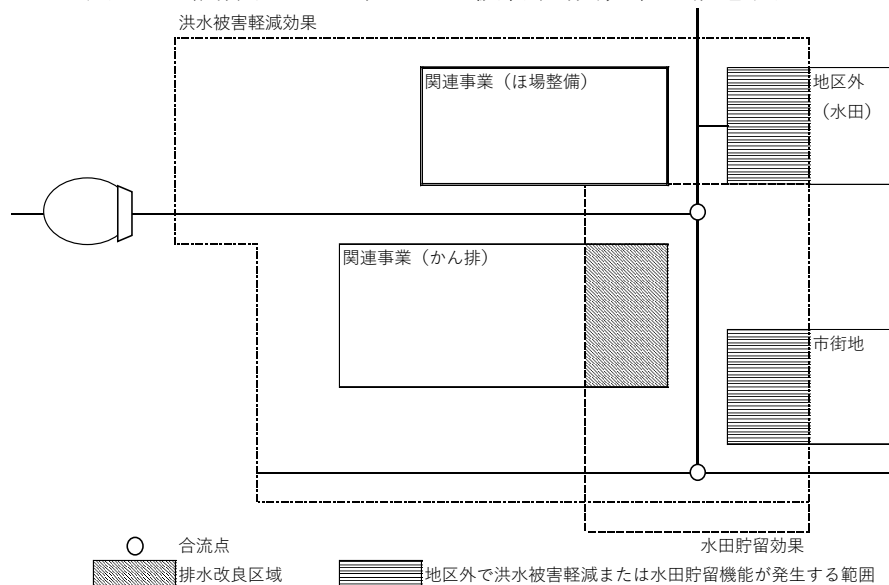 洪水被害軽減効果
関連事業（ほ場整備）
地区外
（水田）
関連事業（かん排）
市街地
水田貯留効果
合流点
排水改良区域
地区外で洪水被害軽減または水田貯留機能が発生する範囲